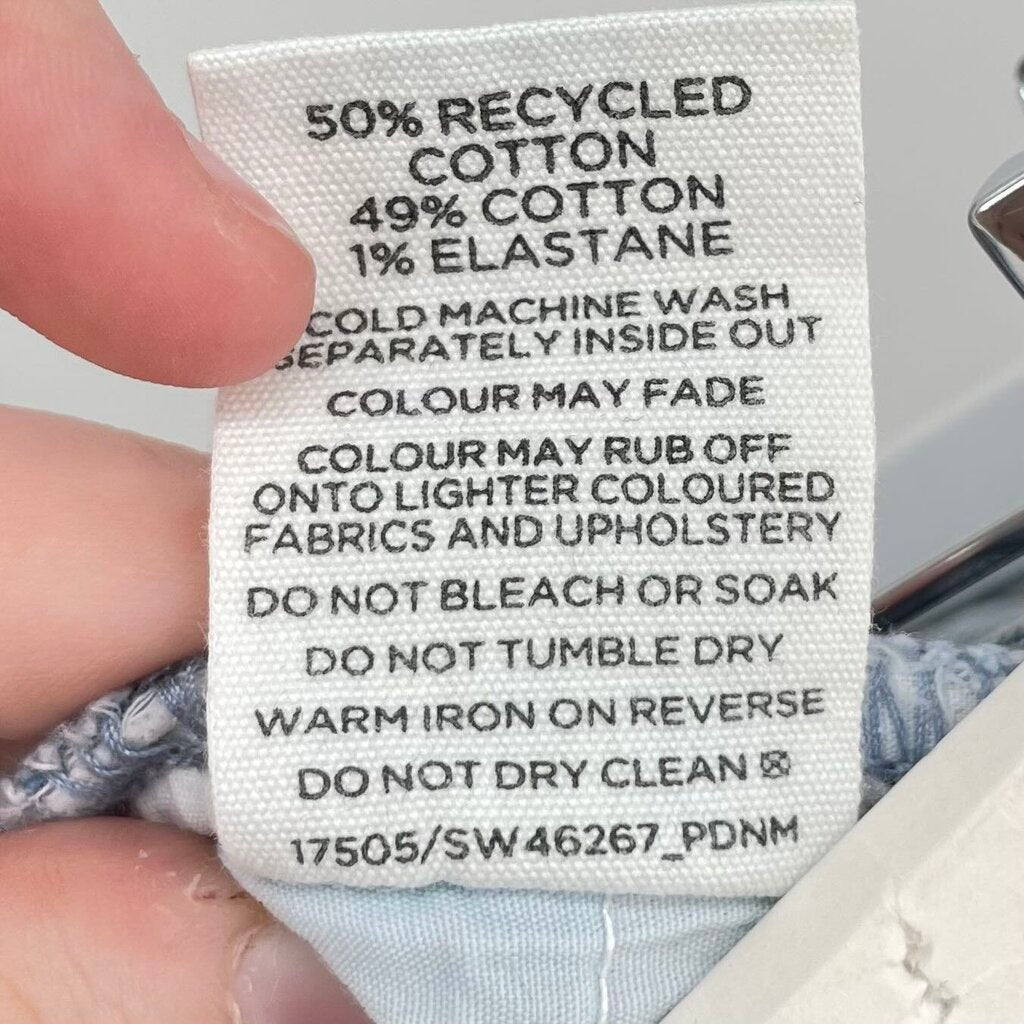 50% RECYCLED
COTTON
49% COTTON
1% ELASTANE
COLD MACHINE WASH
SEPARATELY INSIDE OUT
COLOUR MAY FADE
COLOUR MAY RUB OFF
ONTO LIGHTER COLOURED
FABRICS AND UPHOLSTERY
DO NOT BLEACH OR SOAK
DO NOT TUMBLE DRY
WARM IRON ON REVERSE
DO NOT DRY CLEAN
17505/SW46267_PDNM